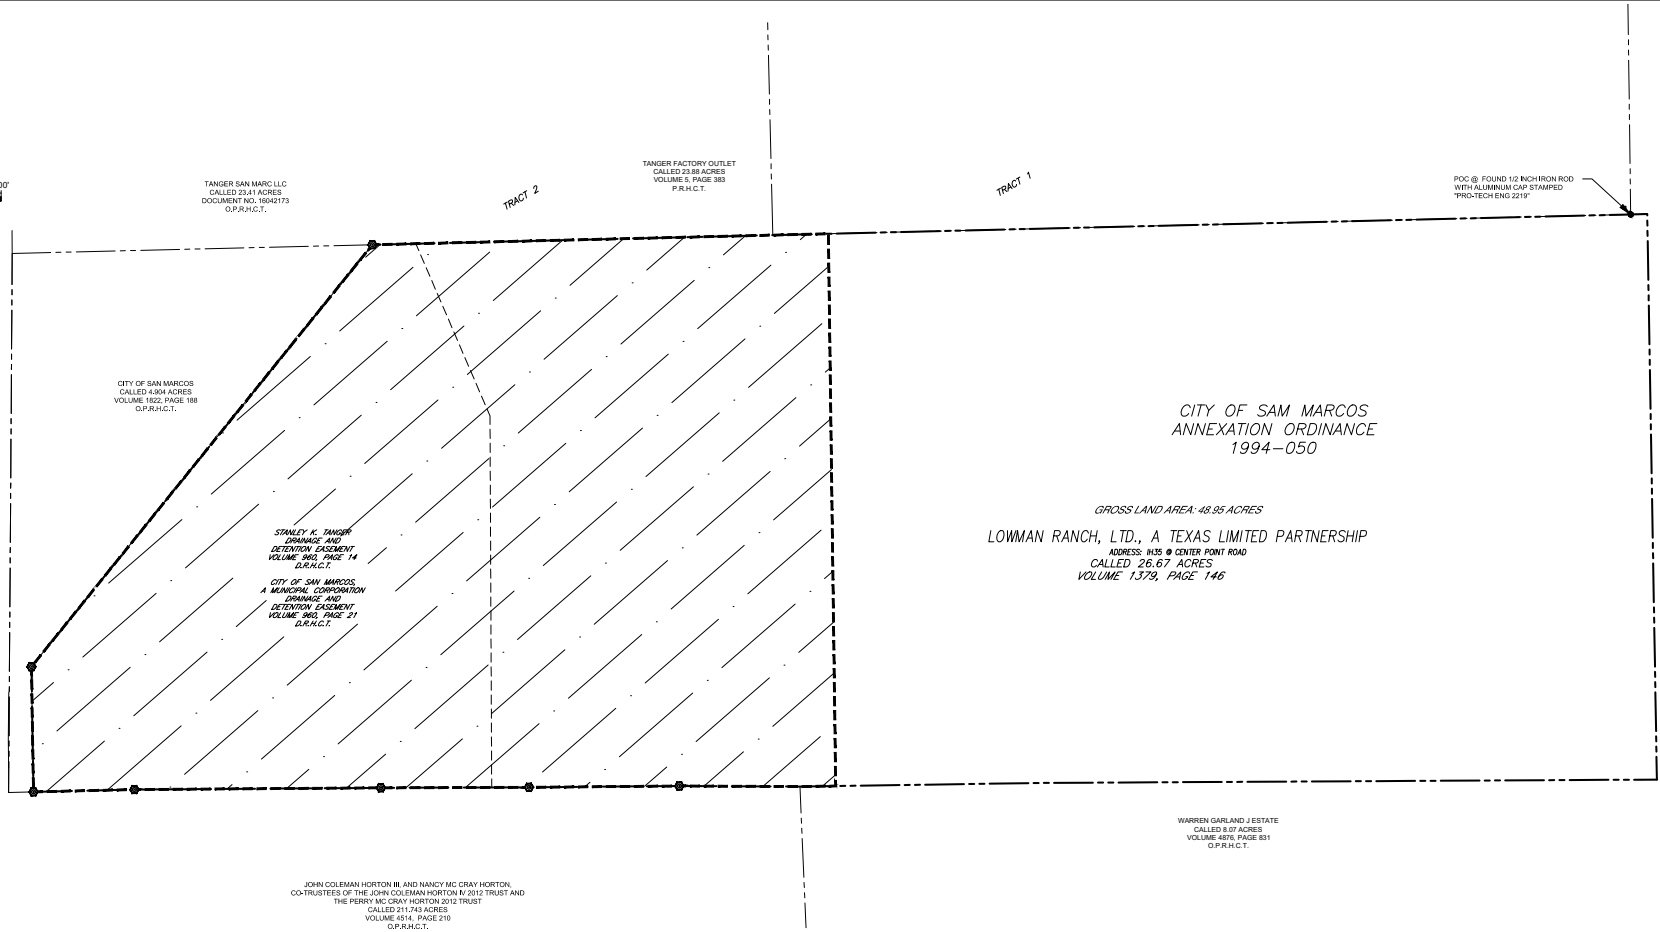 00'
TANGER SAN MARC LLC
CALLED 23.41 ACRES
DOCUMENT NO. 16042173
O.P.R.H.C.T.
TRACT 2
TANGER FACTORY OUTLET
CALLED 23.88 ACRES
VOLUME 5, PAGE 383
P.R.H.C.T.
TRACT 1
POC @ FOUND 1/2 INCH IRON ROD
WITH ALUMINUM CAP STAMPED
"PRO-TECH ENG 2219"
CITY OF SAN MARCOS
CALLED 4.904 ACRES
VOLUME 1822, PAGE 188
O.P.R.H.C.T.
CITY OF SAM MARCOS
ANNEXATION ORDINANCE
1994-050
GROSS LAND AREA: 48.95 ACRES
LOWMAN RANCH, LTD., A TEXAS LIMITED PARTNERSHIP
ADDRESS: IH35 @ CENTER POINT ROAD
CALLED 26.67 ACRES
VOLUME 1379, PAGE 146
STANLEY K. TANGER
DRAINAGE AND
DETENTION EASEMENT
VOLUME 960, PAGE 14
D.R.H.C.T.
CITY OF SAN MARCOS,
A MUNICIPAL CORPORATION
DRAINAGE AND
DETENTION EASEMENT
VOLUME 960, PAGE 21
D.R.H.C.T.
WARREN GARLAND J ESTATE
CALLED 8.07 ACRES
VOLUME 4876, PAGE 831
O.P.R.H.C.T.
JOHN COLEMAN HORTON III, AND NANCY MC CRAY HORTON,
CO-TRUSTEES OF THE JOHN COLEMAN HORTON IV 2012 TRUST AND
THE PERRY MC CRAY HORTON 2012 TRUST
CALLED 211.743 ACRES
VOLUME 4514, PAGE 210
O.P.R.H.C.T.